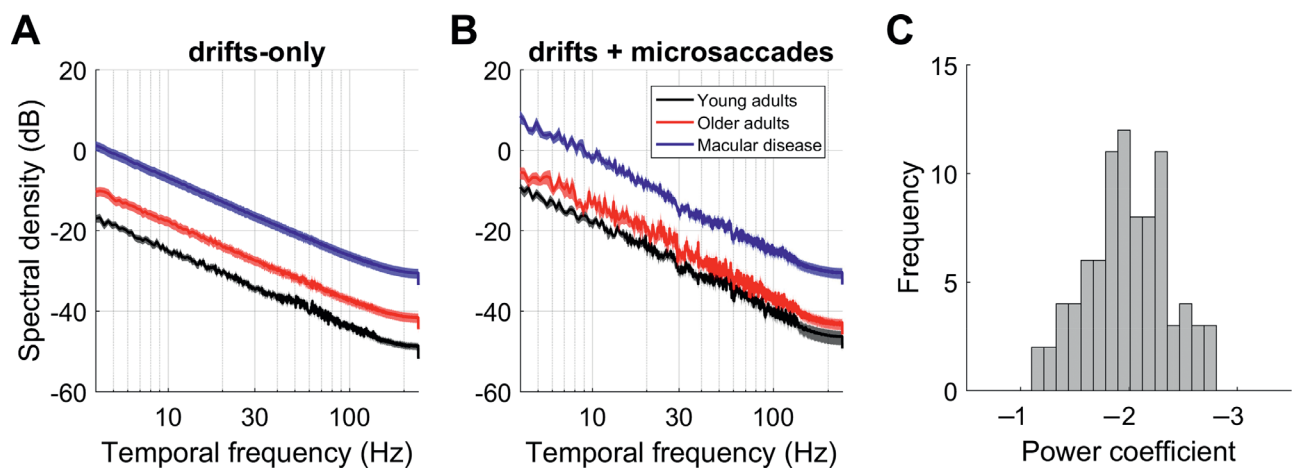 A
drifts-only
Spectral density (dB)
20
0
-20
-40
-60
10
30
100
Temporal frequency (Hz)
B
drifts + microsaccades
20
0
-20
-40
-60
Young adults
Older adults
Macular disease
10
30
100
Temporal frequency (Hz)
C
Frequency
15
10
5
0
–1
–2
–3
Power coefficient